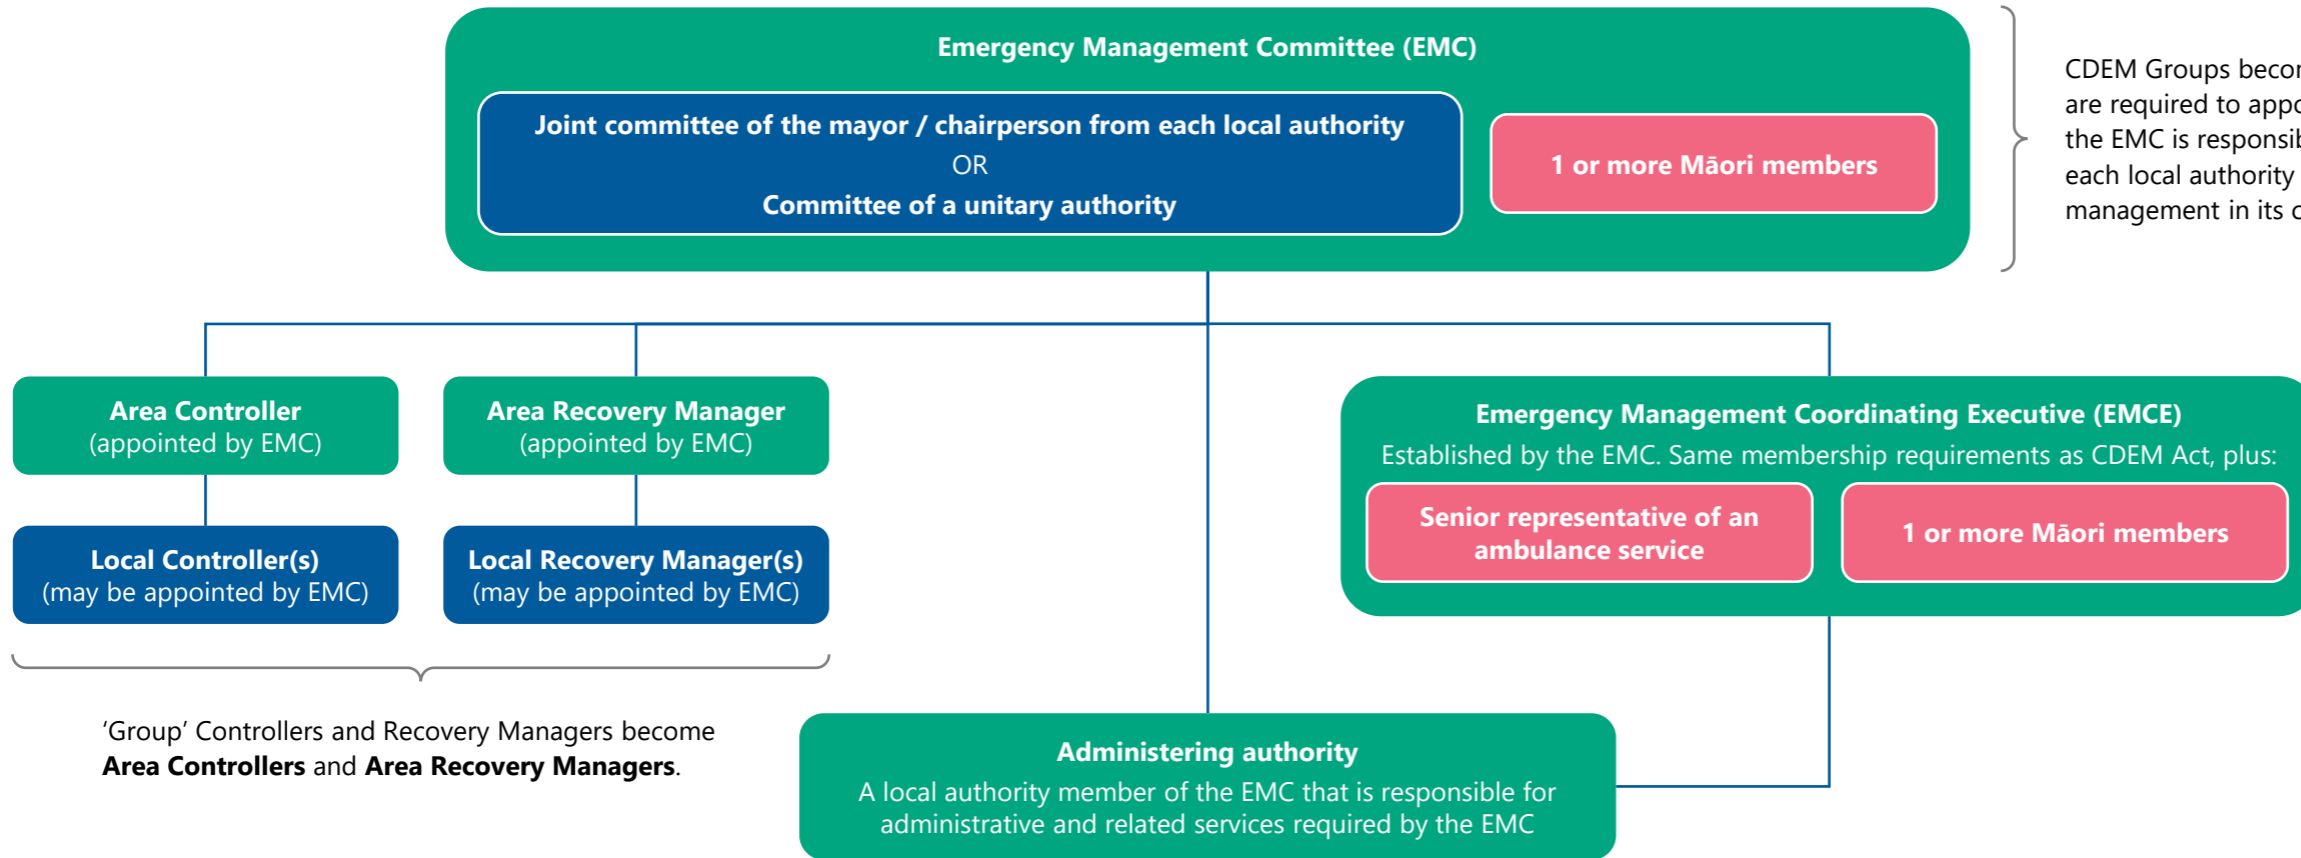 Emergency Management Committee (EMC)
Joint committee of the mayor / chairperson from each local authority
OR
Committee of a unitary authority
1 or more Māori members
CDEM Groups
are required to
the EMC is
each local authority
management in its
Area Controller
(appointed by EMC)
Area Recovery Manager
(appointed by EMC)
Local Controller(s)
(may be appointed by EMC)
Local Recovery Manager(s)
(may be appointed by EMC)
Emergency Management Coordinating Executive (EMCE)
Established by the EMC. Same membership requirements as CDEM Act, plus:
Senior representative of an
ambulance service
1 or more Māori members
‘Group’ Controllers and Recovery Managers become
Area Controllers and Area Recovery Managers.
Administering authority
A local authority member of the EMC that is responsible for
administrative and related services required by the EMC